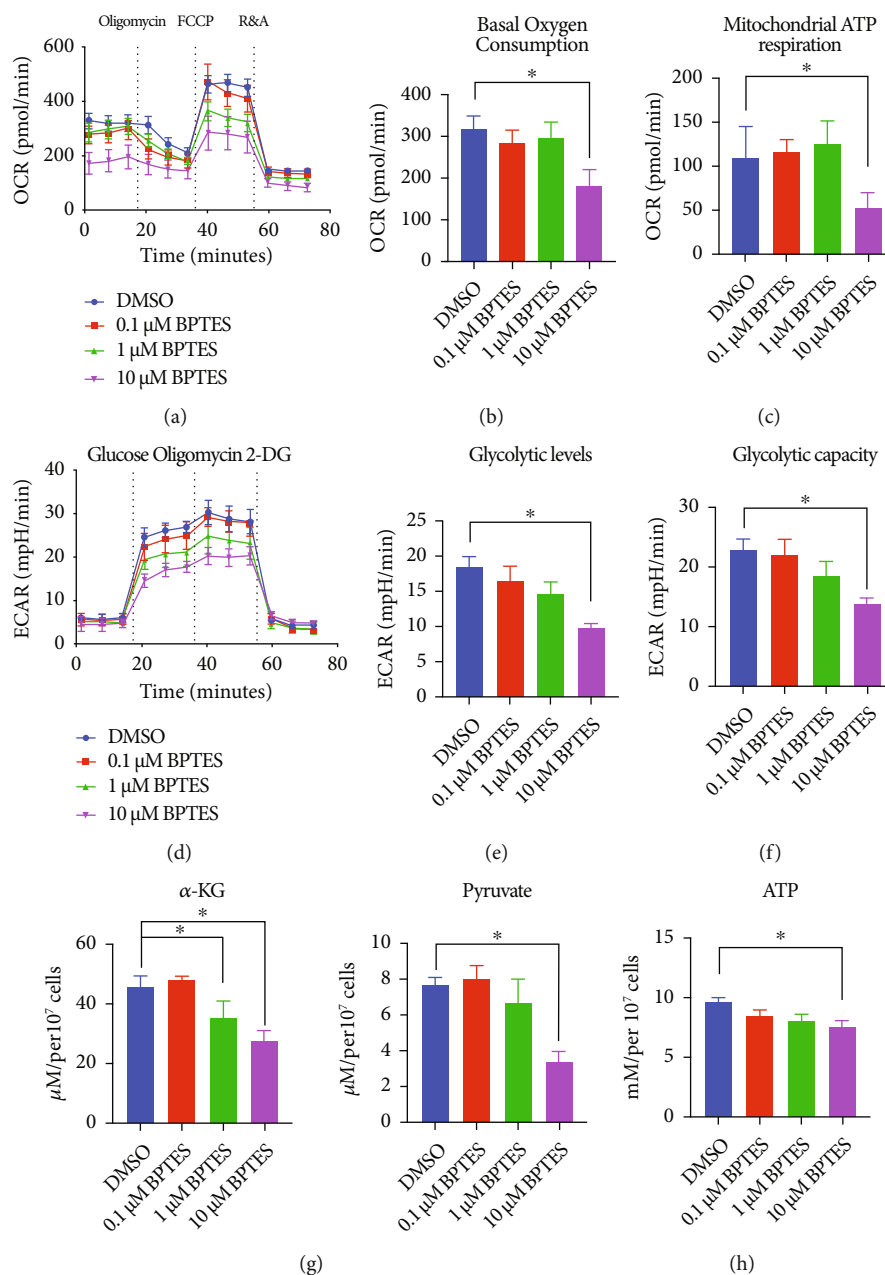 Oligomycin FCCP R&A
600
400
200
0
OCR (pmol/min)
0 20 40 60 80
Time (minutes)
DMSO
0.1 μM BPTES
1 μM BPTES
10 μM BPTES
(a)
Basal Oxygen
Consumption
*
400
300
200
100
000
OCR (pmol/min)
DMSO
0.1 μM BPTES
1 μM BPTES
10 μM BPTES
(b)
Mitochondrial ATP
respiration
*
200
150
100
50
0
OCR (pmol/min)
DMSO
0.1 μM BPTES
1 μM BPTES
10 μM BPTES
(c)
Glucose Oligomycin 2-DG
40
30
20
10
0
ECAR (mpH/min)
0 20 40 60 80
Time (minutes)
DMSO
0.1 μM BPTES
1 μM BPTES
10 μM BPTES
(d)
Glycolytic levels
*
25
20
15
10
5
0
ECAR (mpH/min)
DMSO
0.1 μM BPTES
1 μM BPTES
10 μM BPTES
(e)
Glycolytic capacity
*
30
20
10
0
ECAR (mpH/min)
DMSO
0.1 μM BPTES
1 μM BPTES
10 μM BPTES
(f)
α-KG
*
*
60
40
20
0
μM/per10⁷ cells
DMSO
0.1 μM BPTES
1 μM BPTES
10 μM BPTES
Pyruvate
*
8
6
4
2
0
μM/per10⁷ cells
DMSO
0.1 μM BPTES
1 μM BPTES
10 μM BPTES
(g)
ATP
*
15
10
5
0
mM/per 10⁷ cells
DMSO
0.1 μM BPTES
1 μM BPTES
10 μM BPTES
(h)